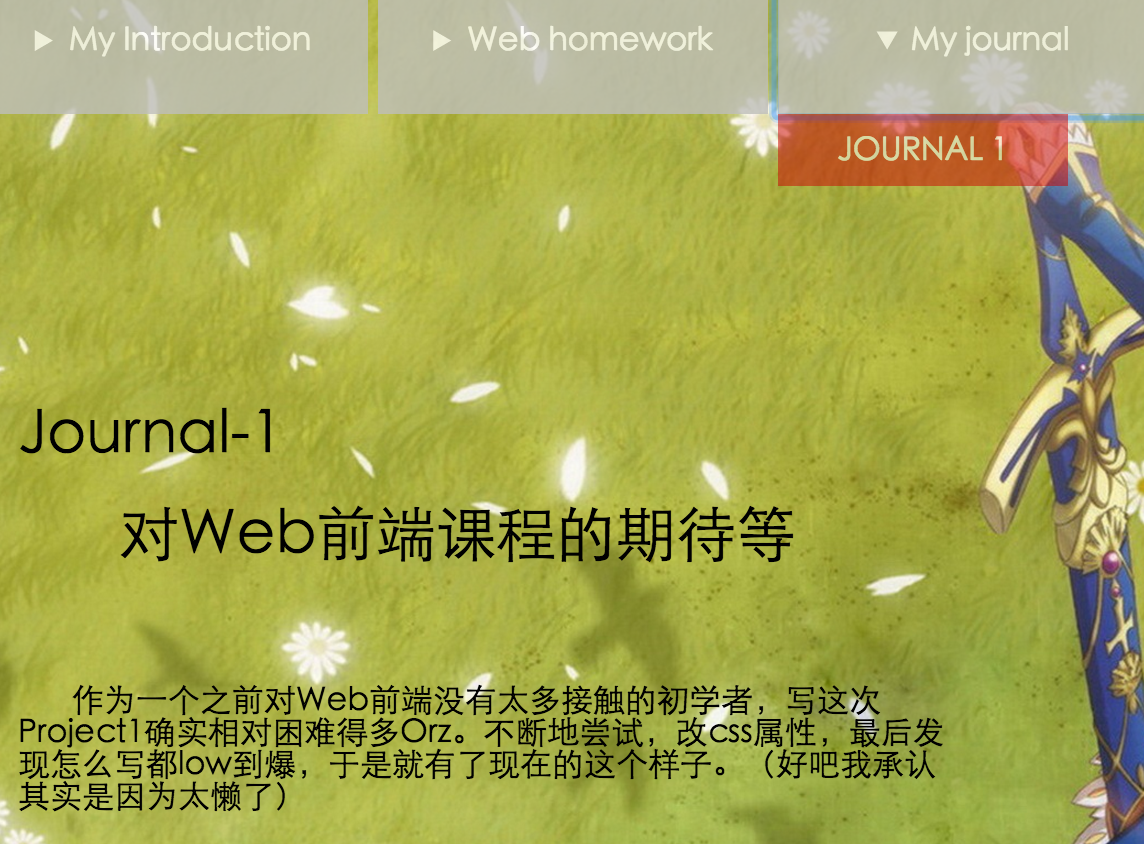 ▶ My Introduction
▶ Web homework
▼ My journal
JOURNAL 1
Journal-1
对Web前端课程的期待等
作为一个之前对Web前端没有太多接触的初学者，写这次
Project1确实相对困难得多Orz。不断地尝试，改css属性，最后发
现怎么写都low到爆，于是就有了现在的这个样子。（好吧我承认
其实是因为太懒了）